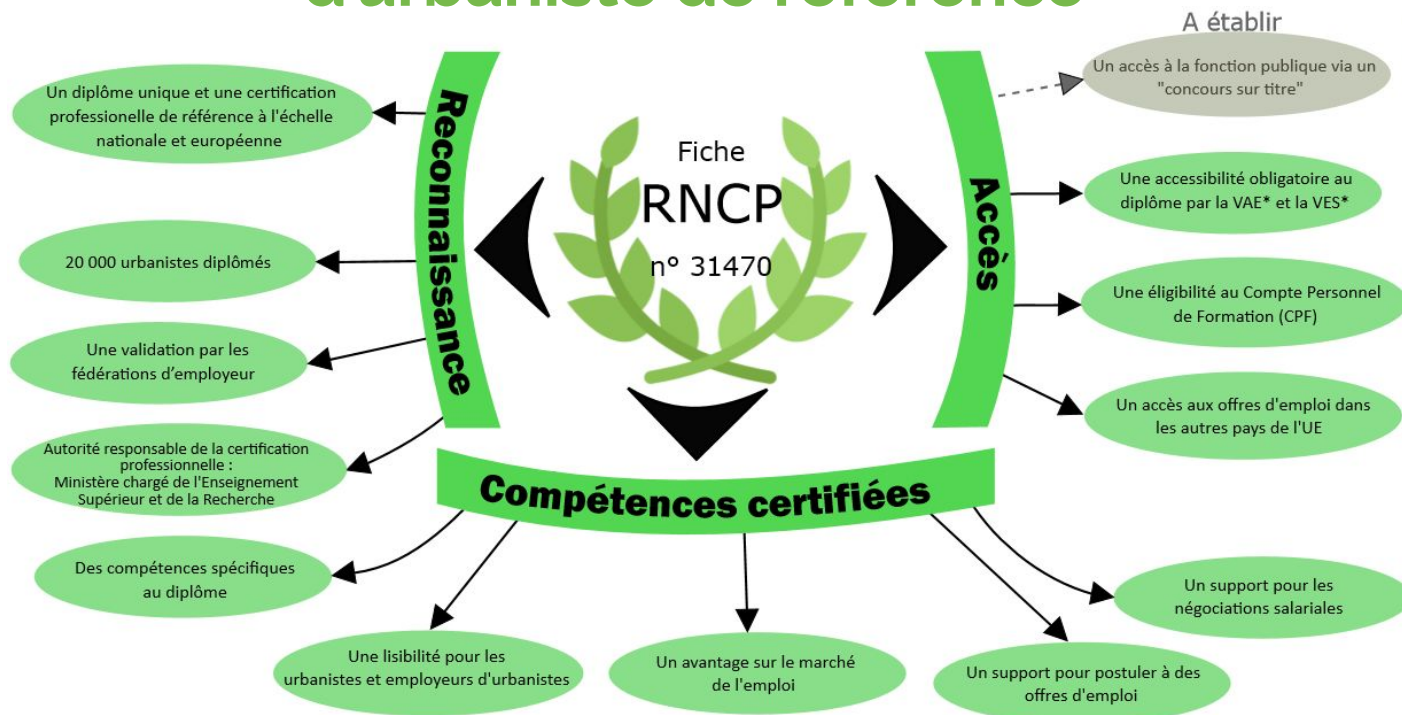 d'urbaniste de référence
A établir
Un accès à la fonction publique via un
"concours sur titre"
Un diplôme unique et une certification
professionelle de référence à l'échelle
nationale et européenne
Reconnaissance
Fiche
RNCP
n° 31470
Accès
Une accessibilité obligatoire au
diplôme par la VAE* et la VES*
20 000 urbanistes diplômés
Une éligibilité au Compte Personnel
de Formation (CPF)
Une validation par les
fédérations d'employeur
Un accès aux offres d'emploi dans
les autres pays de l'UE
Autorité responsable de la certification
professionnelle :
Ministère chargé de l'Enseignement
Supérieur et de la Recherche
Compétences certifiées
Des compétences spécifiques
au diplôme
Une lisibilité pour les
urbanistes et employeurs d'urbanistes
Un avantage sur le marché
de l'emploi
Un support pour postuler à des
offres d'emploi
Un support pour les
négociations salariales